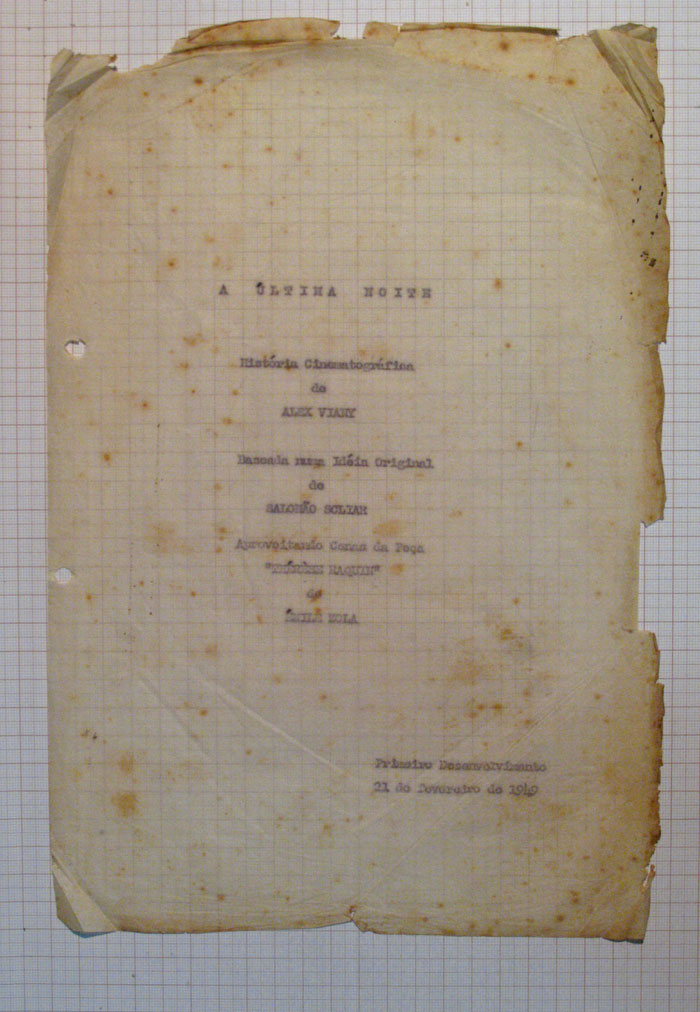 A ÚLTIMA NOITE
História Cinematográfica
de
ALEX VIANY
Baseada numa Idéia Original
de
SALOMÃO SCLIAR
Aproveitando Cenas da Peça
"THÉRÈSE RAQUIN"
de
ÉMILE ZOLA
Primeiro Desenvolvimento
21 de fevereiro de 1949